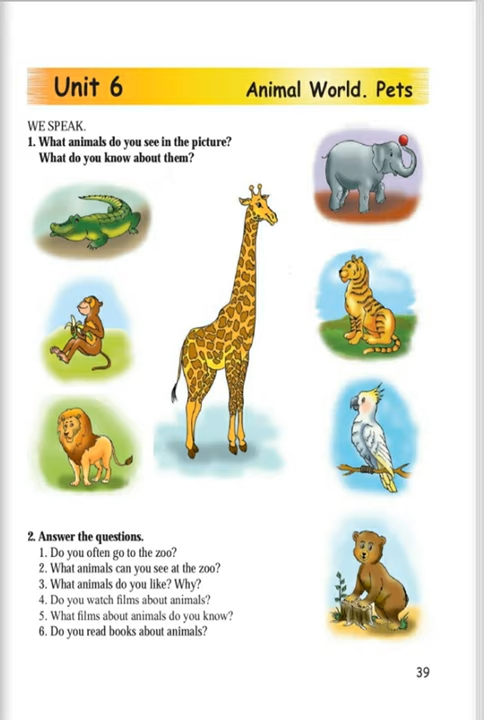 Unit 6
Animal World. Pets
WE SPEAK.
1. What animals do you see in the picture?
What do you know about them?
2. Answer the questions.
1. Do you often go to the zoo?
2. What animals can you see at the zoo?
3. What animals do you like? Why?
4. Do you watch films about animals?
5. What films about animals do you know?
6. Do you read books about animals?
39